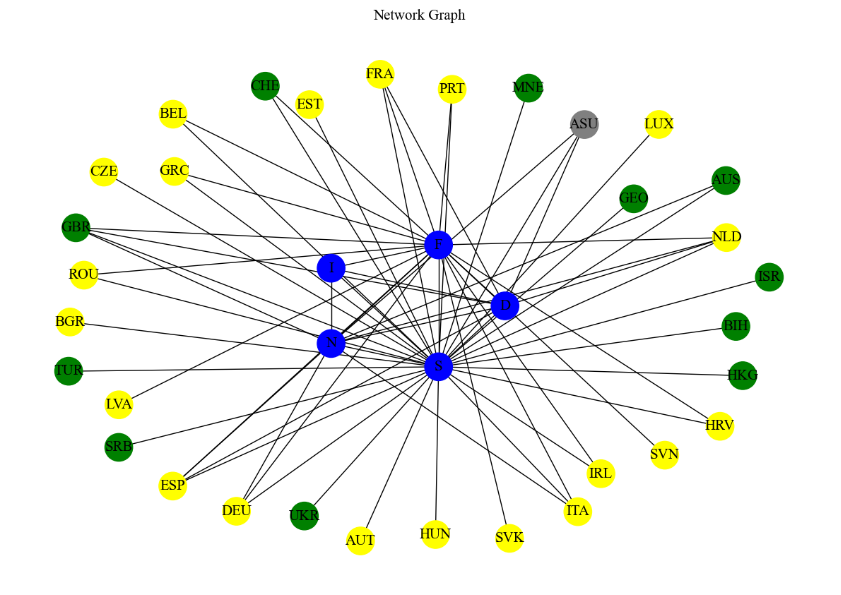 Network Graph
FRA
CHE
PRT
MNE
EST
BEL
ASU
LUX
CZE
GRC
AUS
GEO
GBR
NLD
F
I
ROU
ISR
D
BGR
BIH
N
TUR
S
HKG
LVA
HRV
SRB
SVN
IRL
ESP
DEU
UKR
ITA
AUT
HUN
SVK